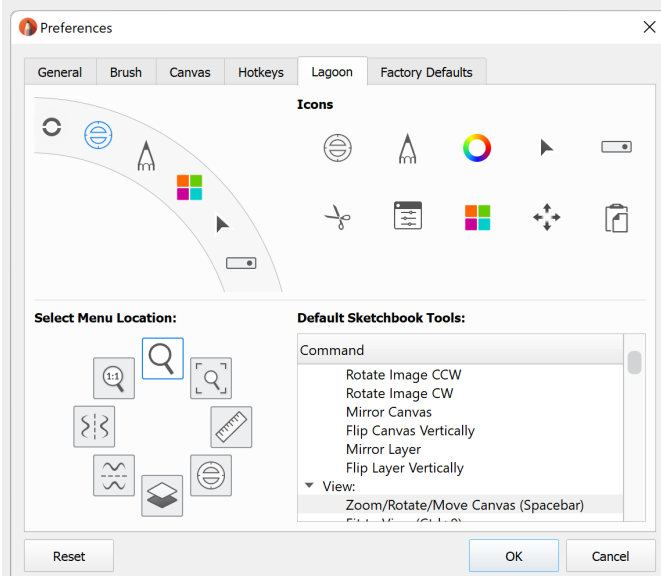 Preferences
General Brush Canvas Hotkeys Lagoon Factory Defaults
Icons
Select Menu Location:
1:1
Default Sketchbook Tools:
Command
Rotate Image CCW
Rotate Image CW
Mirror Canvas
Flip Canvas Vertically
Mirror Layer
Flip Layer Vertically
View:
Zoom/Rotate/Move Canvas (Spacebar)
Reset OK Cancel